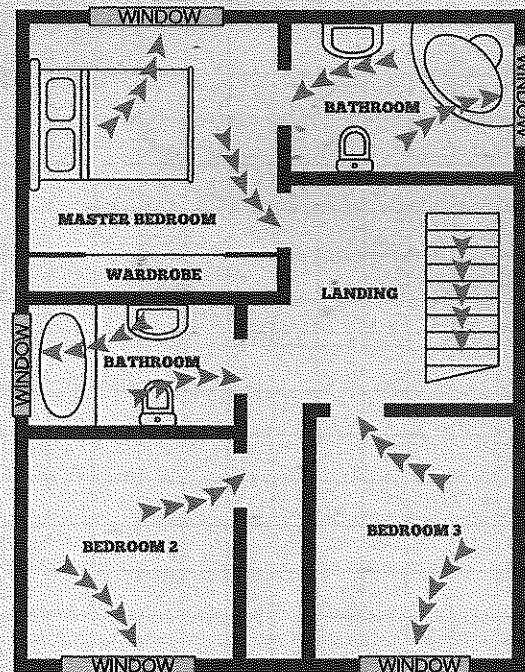 WINDOW
WINDOW
BATHROOM
MASTER BEDROOM
WARDROBE
LANDING
WINDOW
BATHROOM
BEDROOM 3
BEDROOM 2
WINDOW
WINDOW